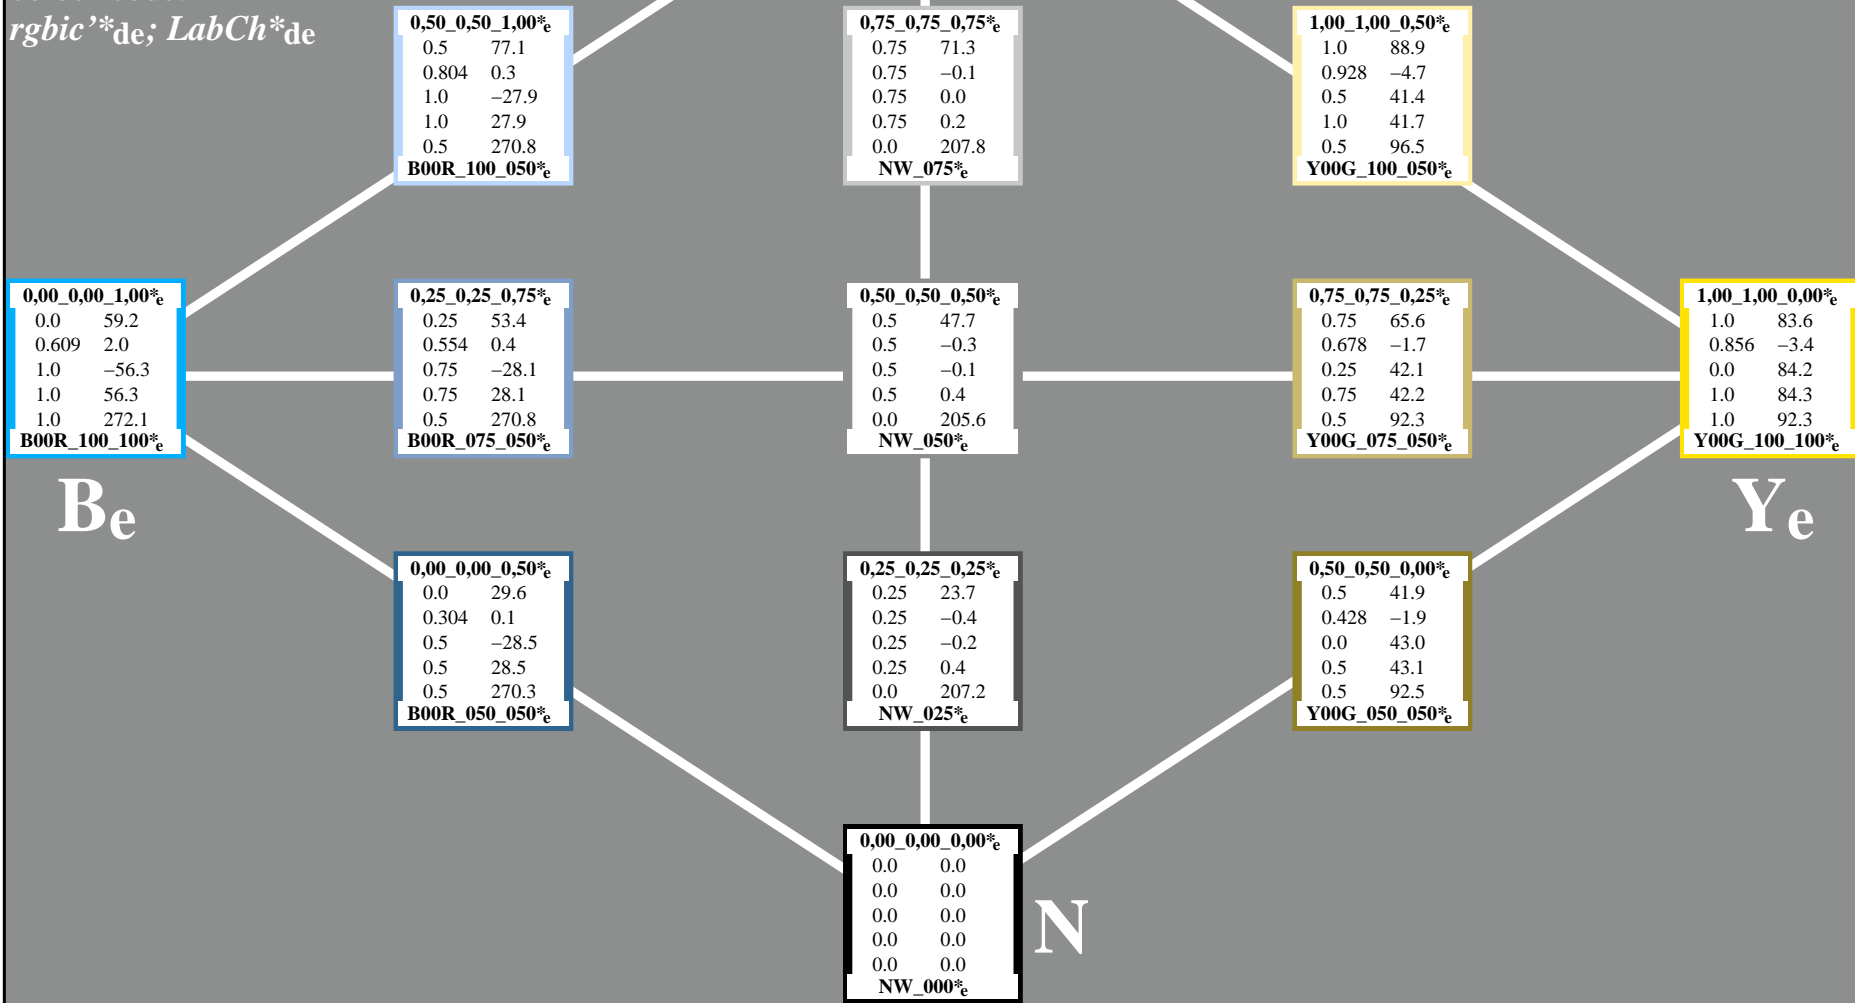 rgbic’*de; LabCh*de
0,50_0,50_1,00*e
0.5 77.1
0.804 0.3
1.0 −27.9
1.0 27.9
0.5 270.8
B00R_100_050*e
0,75_0,75_0,75*e
0.75 71.3
0.75 −0.1
0.75 0.0
0.75 0.2
0.0 207.8
NW_075*e
1,00_1,00_0,50*e
1.0 88.9
0.928 −4.7
0.5 41.4
1.0 41.7
0.5 96.5
Y00G_100_050*e
0,00_0,00_1,00*e
0.0 59.2
0.609 2.0
1.0 −56.3
1.0 56.3
1.0 272.1
B00R_100_100*e
0,25_0,25_0,75*e
0.25 53.4
0.554 0.4
0.75 −28.1
0.75 28.1
0.5 270.8
B00R_075_050*e
0,50_0,50_0,50*e
0.5 47.7
0.5 −0.3
0.5 −0.1
0.5 0.4
0.0 205.6
NW_050*e
0,75_0,75_0,25*e
0.75 65.6
0.678 −1.7
0.25 42.1
0.75 42.2
0.5 92.3
Y00G_075_050*e
1,00_1,00_0,00*e
1.0 83.6
0.856 −3.4
0.0 84.2
1.0 84.3
1.0 92.3
Y00G_100_100*e
Be
Ye
0,00_0,00_0,50*e
0.0 29.6
0.304 0.1
0.5 −28.5
0.5 28.5
0.5 270.3
B00R_050_050*e
0,25_0,25_0,25*e
0.25 23.7
0.25 −0.4
0.25 −0.2
0.25 0.4
0.0 207.2
NW_025*e
0,50_0,50_0,00*e
0.5 41.9
0.428 −1.9
0.0 43.0
0.5 43.1
0.5 92.5
Y00G_050_050*e
0,00_0,00_0,00*e
0.0 0.0
0.0 0.0
0.0 0.0
0.0 0.0
0.0 0.0
NW_000*e
N